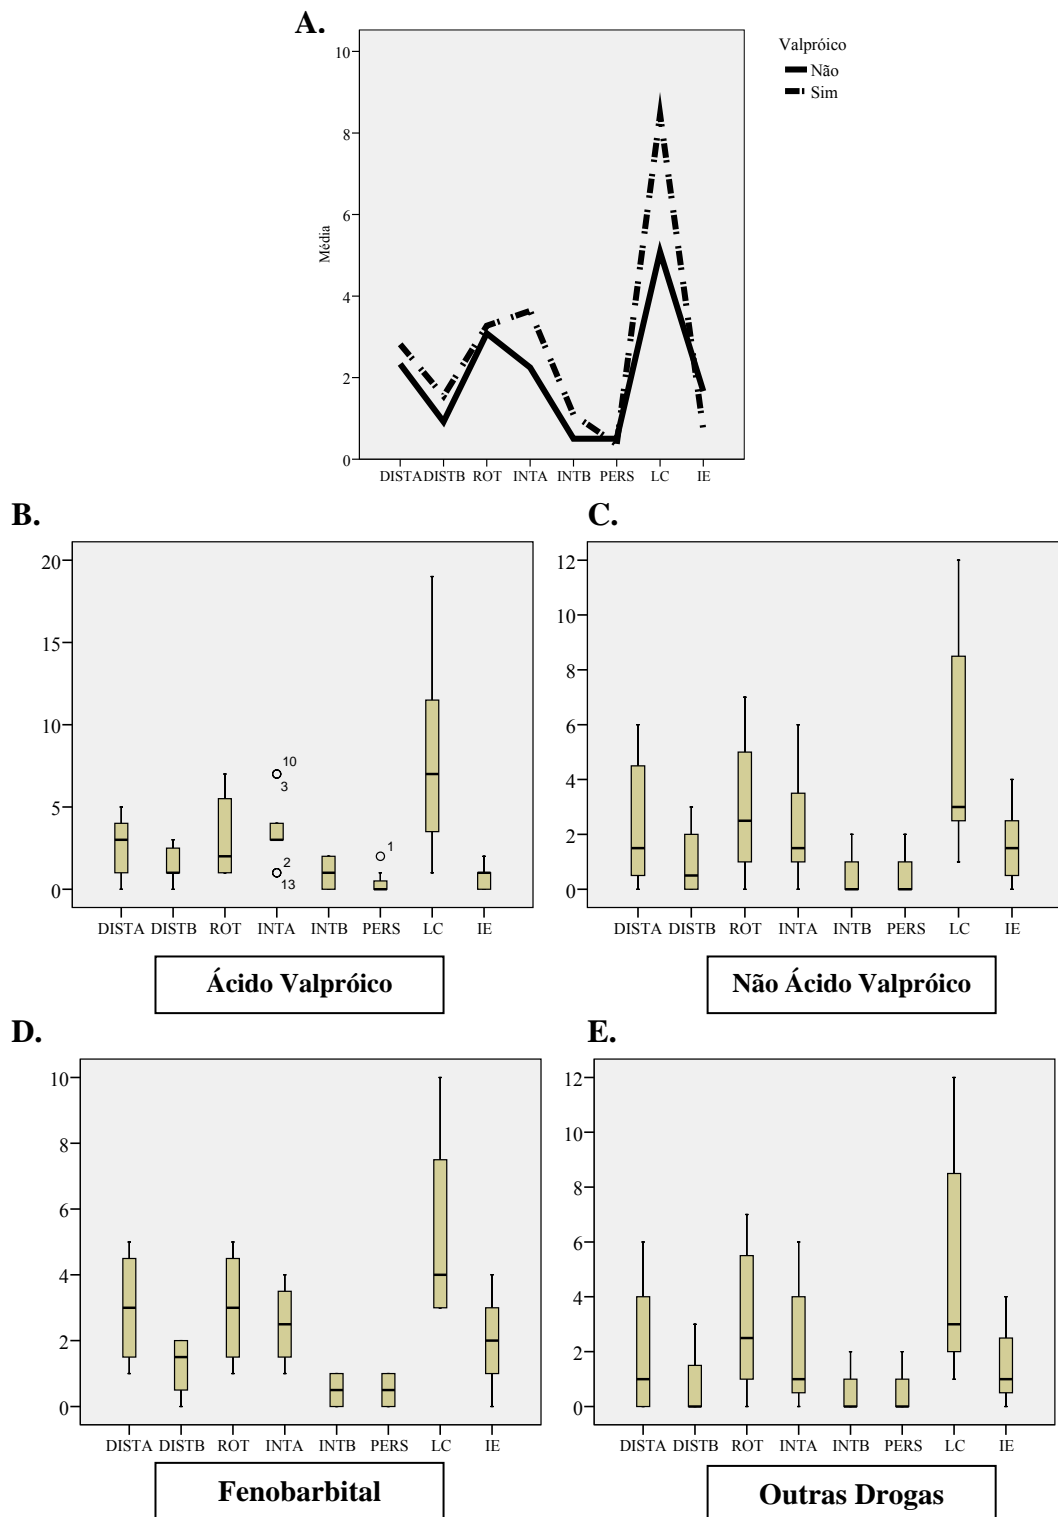 A.
Valpróico
Não
Sim
Média
10
8
6
4
2
0
DISTA DISTB ROT INTA INTB PERS LC IE
B.
20
15
10
5
0
10
3
2
13
1
DISTA DISTB ROT INTA INTB PERS LC IE
Ácido Valpróico
C.
12
10
8
6
4
2
0
DISTA DISTB ROT INTA INTB PERS LC IE
Não Ácido Valpróico
D.
10
8
6
4
2
0
DISTA DISTB ROT INTA INTB PERS LC IE
Fenobarbital
E.
12
10
8
6
4
2
0
DISTA DISTB ROT INTA INTB PERS LC IE
Outras Drogas